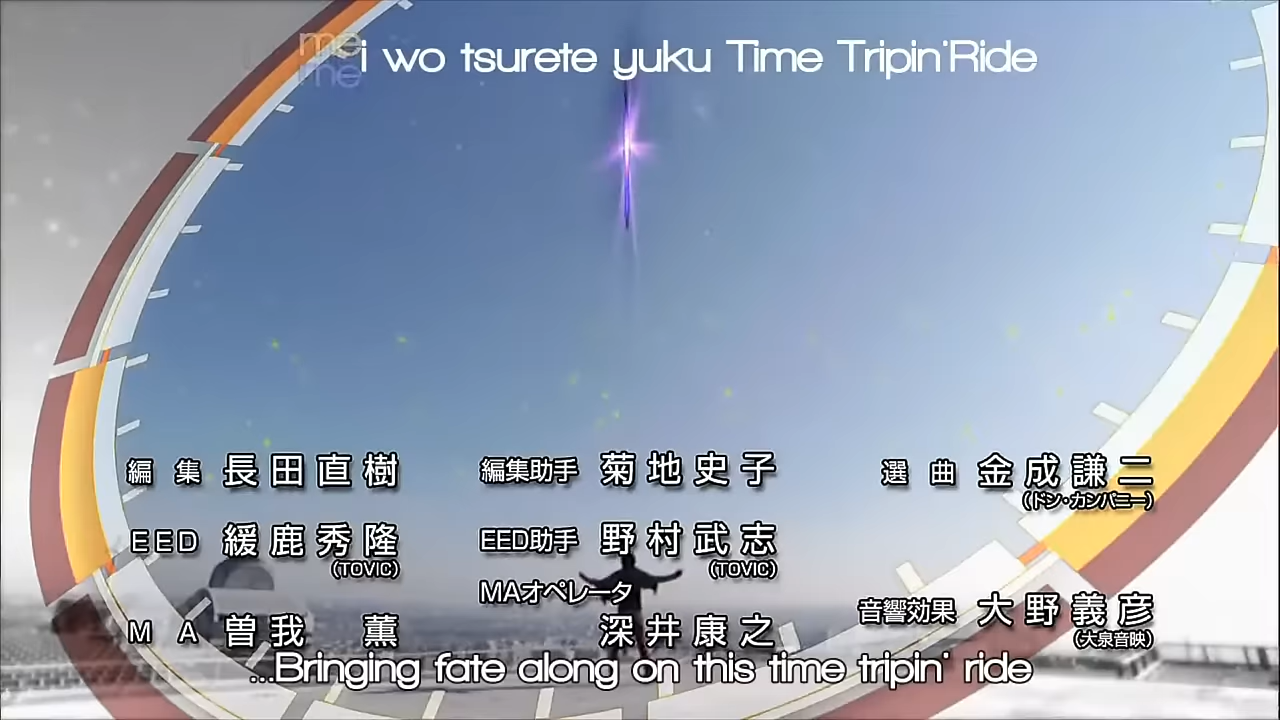 me i wo tsurete yuku Time Tripin'Ride
me
編集 長田直樹 編集助手 菊地史子 選曲 金成謙二
(ドン・カンパニー)
EED 緩鹿秀隆 EED助手 野村武志
(TOVIC) (TOVIC)
MAオペレータ
音響効果 大野義彦
MA 曽我 薫 深井康之 (大泉音映)
...Bringing fate along on this time tripin' ride